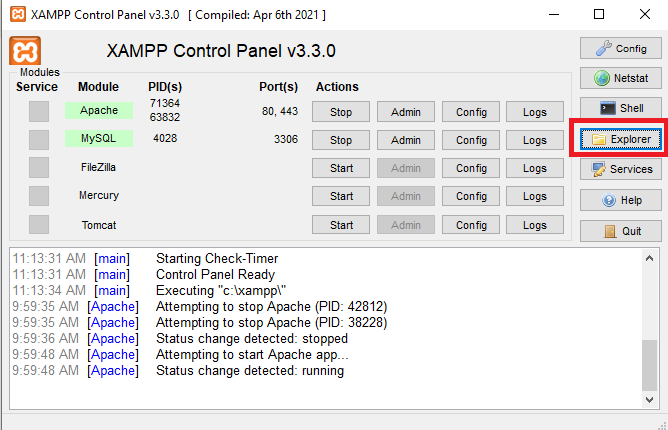 XAMPP Control Panel v3.3.0 [ Compiled: Apr 6th 2021 ]
XAMPP Control Panel v3.3.0
Config
Modules
Service Module PID(s) Port(s) Actions
Netstat
Apache 71364 63832 80, 443 Stop Admin Config Logs
Shell
MySQL 4028 3306 Stop Admin Config Logs
Explorer
FileZilla Start Admin Config Logs
Services
Mercury Start Admin Config Logs
Help
Tomcat Start Admin Config Logs
Quit
11:13:31 AM [main] Starting Check-Timer
11:13:31 AM [main] Control Panel Ready
11:13:34 AM [main] Executing "c:\xampp\"
9:59:35 AM [Apache] Attempting to stop Apache (PID: 42812)
9:59:35 AM [Apache] Attempting to stop Apache (PID: 38228)
9:59:36 AM [Apache] Status change detected: stopped
9:59:48 AM [Apache] Attempting to start Apache app...
9:59:48 AM [Apache] Status change detected: running